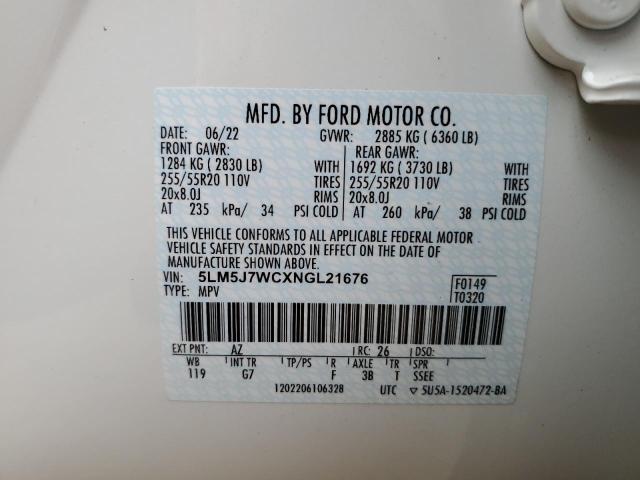 MFD. BY FORD MOTOR CO.
DATE: 06/22 GVWR: 2885 KG ( 6360 LB)
FRONT GAWR: REAR GAWR:
1284 KG ( 2830 LB) WITH 1692 KG ( 3730 LB) WITH
255/55R20 110V TIRES 255/55R20 110V TIRES
20x8.0J RIMS 20x8.0J RIMS
AT 235 kPa/ 34 PSI COLD AT 260 kPa/ 38 PSI COLD
THIS VEHICLE CONFORMS TO ALL APPLICABLE FEDERAL MOTOR
VEHICLE SAFETY STANDARDS IN EFFECT ON THE DATE OF
MANUFACTURE SHOWN ABOVE.
VIN: 5LM5J7WCXNGL21676 F0149
TYPE: MPV T0320
EXT PNT: AZ RC: 26 DSO:
WB INT TR TP/PS R AXLE TR SPR
119 G7 F 3B T SSEE
1202206106328 UTC ▽ 5U5A-1520472-BA